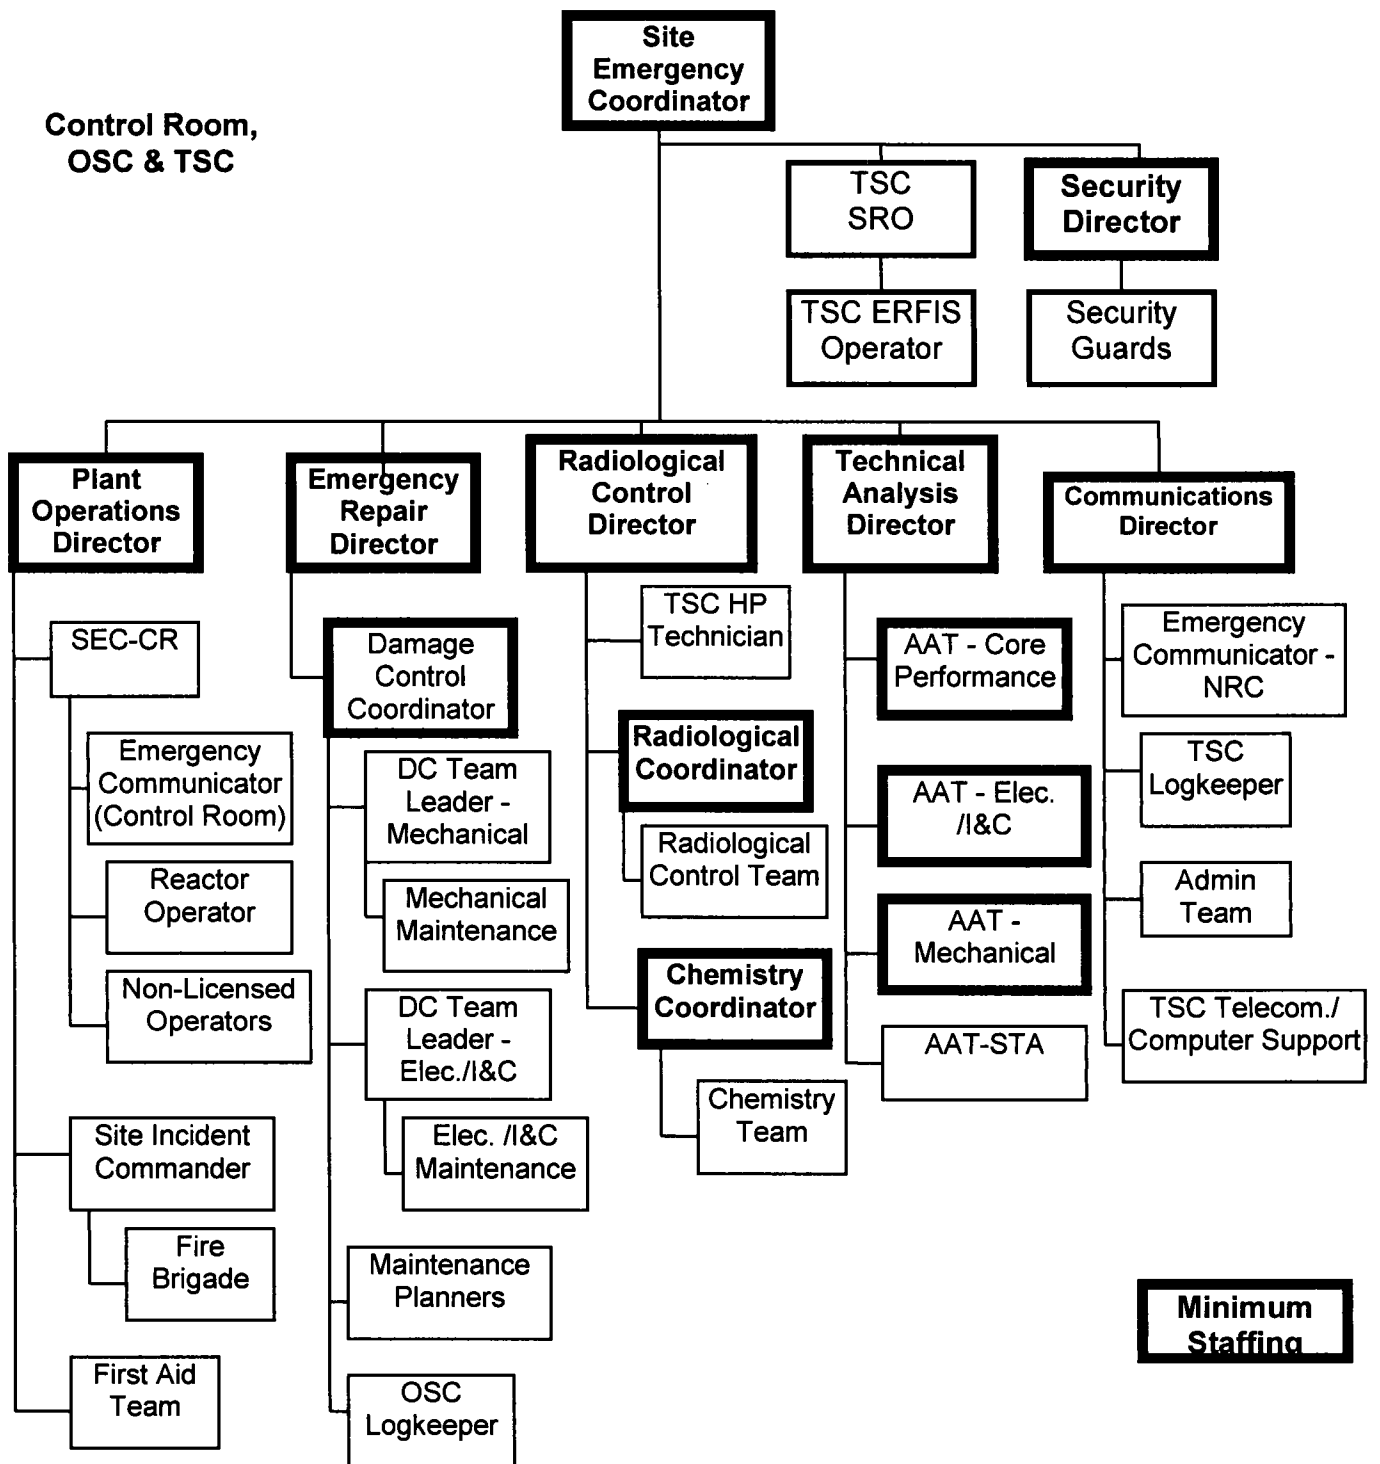 Site
Emergency
Coordinator
Control Room,
OSC & TSC
TSC
SRO
Security
Director
TSC ERFIS
Operator
Security
Guards
Plant
Operations
Director
Emergency
Repair
Director
Radiological
Control
Director
Technical
Analysis
Director
Communications
Director
SEC-CR
Emergency
Communicator
(Control Room)
Reactor
Operator
Non-Licensed
Operators
Site Incident
Commander
Fire
Brigade
First Aid
Team
Damage
Control
Coordinator
DC Team
Leader -
Mechanical
Mechanical
Maintenance
DC Team
Leader -
Elec./I&C
Elec. /I&C
Maintenance
Maintenance
Planners
OSC
Logkeeper
TSC HP
Technician
Radiological
Coordinator
Radiological
Control Team
Chemistry
Coordinator
Chemistry
Team
AAT - Core
Performance
AAT - Elec.
/I&C
AAT -
Mechanical
AAT-STA
Emergency
Communicator -
NRC
TSC
Logkeeper
Admin
Team
TSC Telecom./
Computer Support
Minimum
Staffing